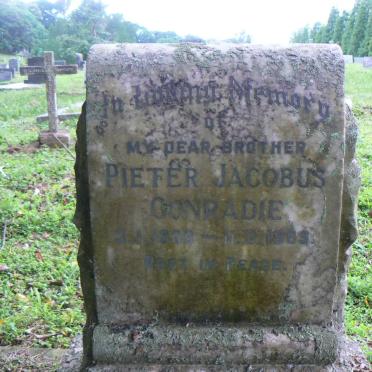 In Loving Memory
OF
MY DEAR BROTHER
PIETER JACOBUS
CONRADIE
REST IN PEACE.